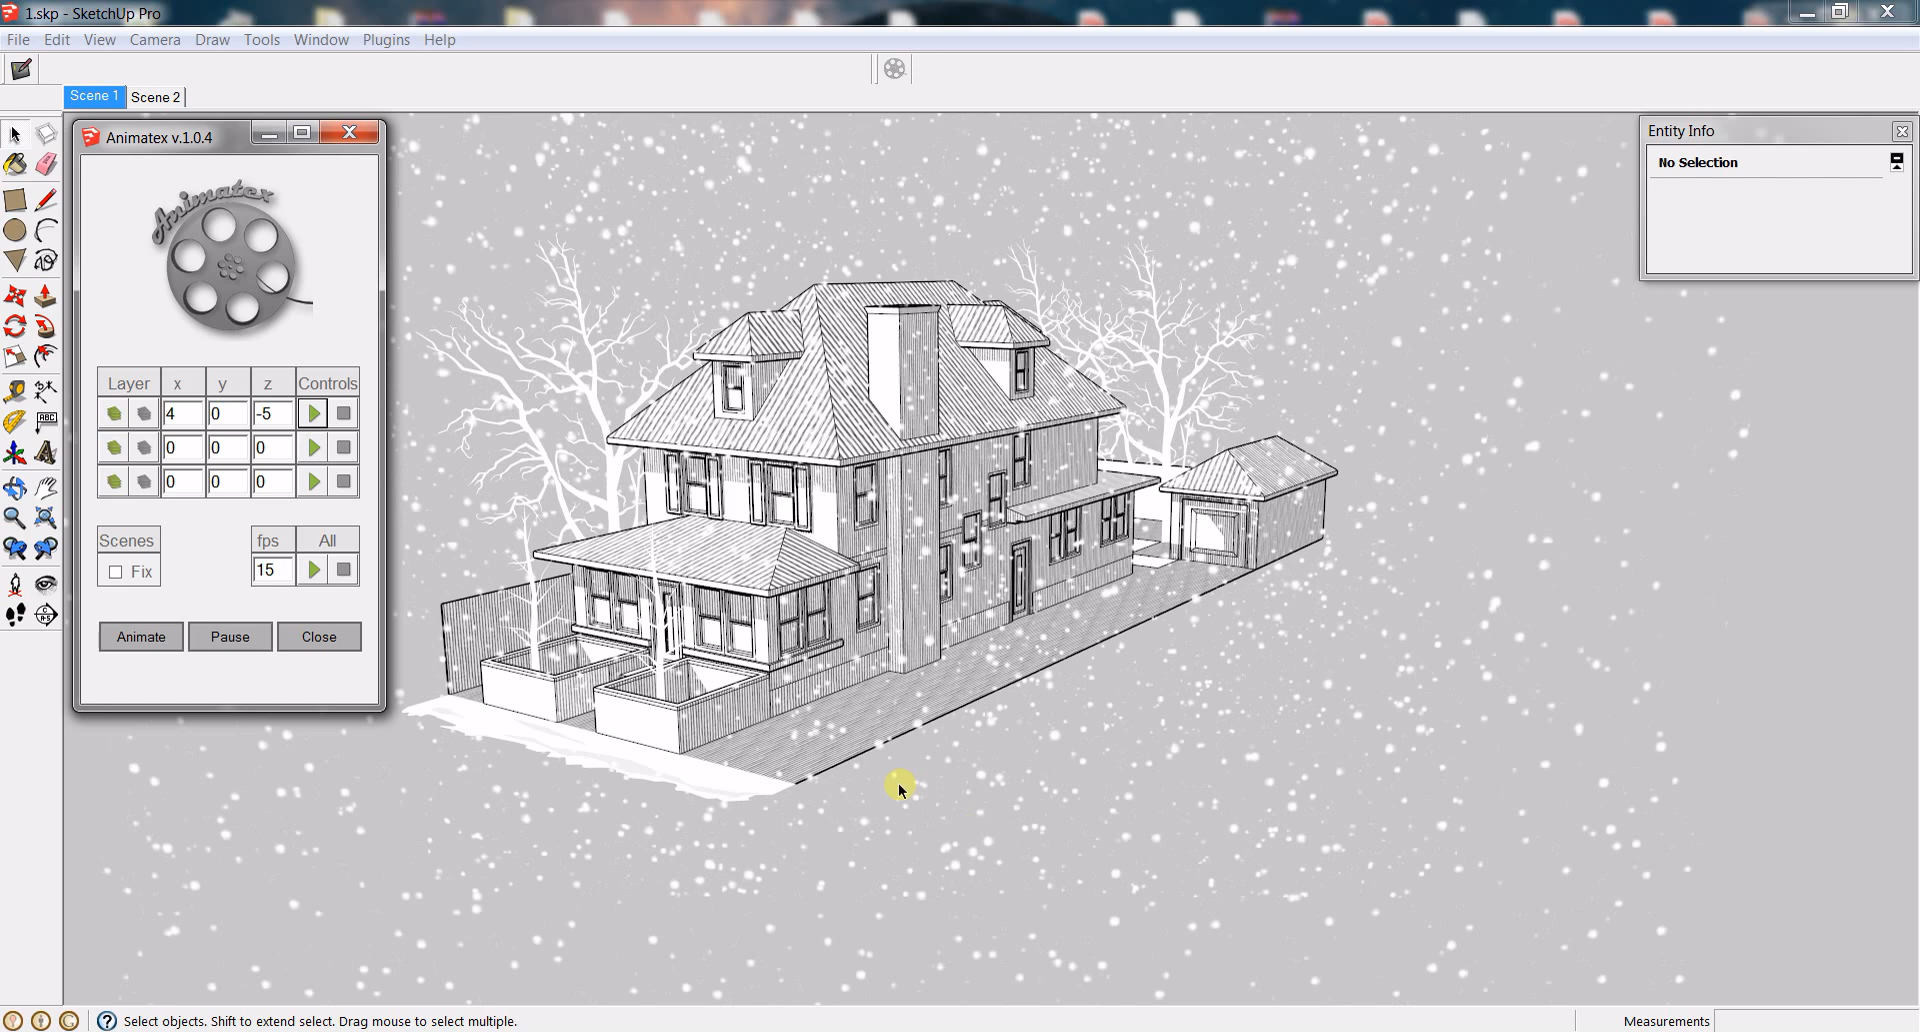 1.skp - SketchUp Pro
File Edit View Camera Draw Tools Window Plugins Help
Scene 1 Scene 2
Animatex v.1.0.4
Animatex
Layer x y z Controls
4 0 -5
0 0 0
0 0 0
Scenes fps All
Fix 15
Animate Pause Close
Entity Info
No Selection
ABC
Select objects. Shift to extend select. Drag mouse to select multiple.
Measurements